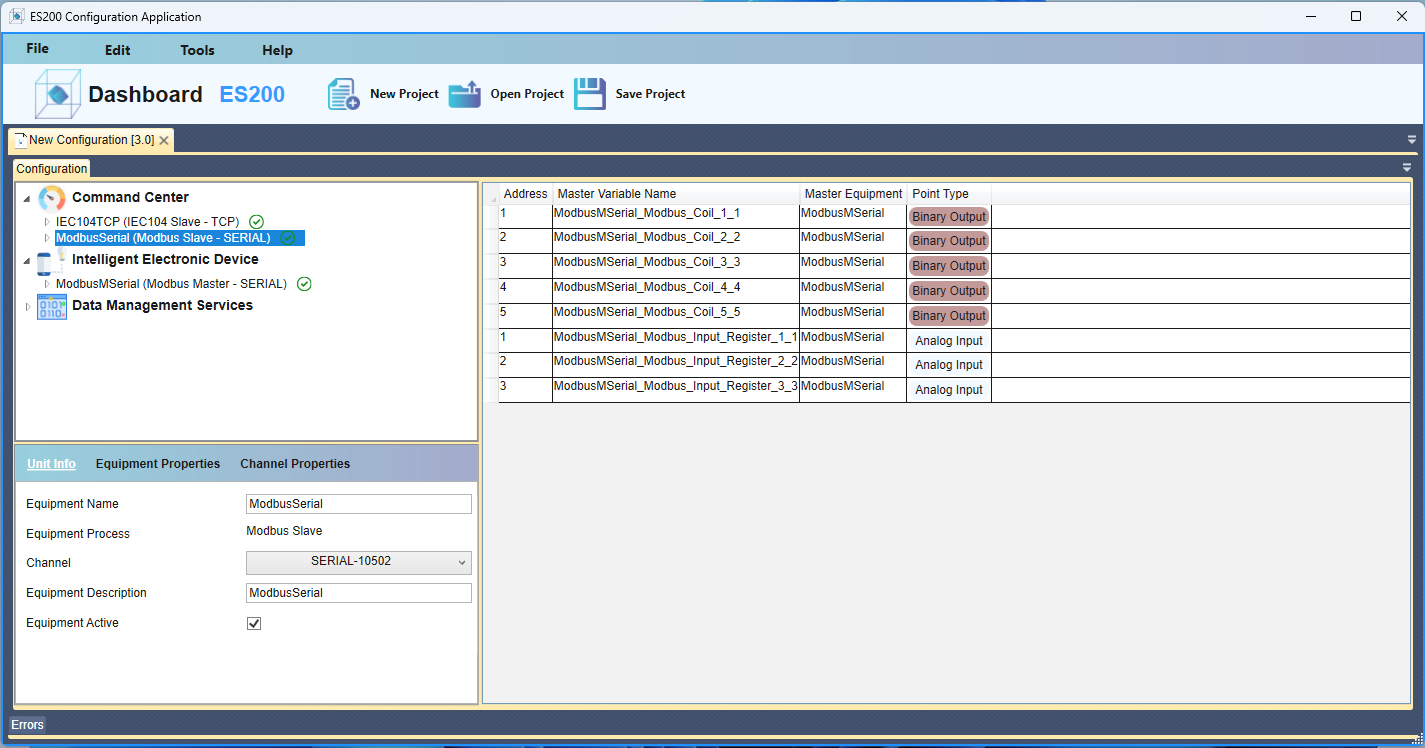 ES200 Configuration Application
File Edit Tools Help
Dashboard ES200 New Project Open Project Save Project
New Configuration [3.0]
Configuration
Command Center
IEC104TCP (IEC104 Slave - TCP)
ModbusSerial (Modbus Slave - SERIAL)
Intelligent Electronic Device
ModbusMSerial (Modbus Master - SERIAL)
Data Management Services
Unit Info Equipment Properties Channel Properties
Equipment Name ModbusSerial
Equipment Process Modbus Slave
Channel SERIAL-10502
Equipment Description ModbusSerial
Equipment Active
Address Master Variable Name Master Equipment Point Type
1 ModbusMSerial_Modbus_Coil_1_1 ModbusMSerial Binary Output
2 ModbusMSerial_Modbus_Coil_2_2 ModbusMSerial Binary Output
3 ModbusMSerial_Modbus_Coil_3_3 ModbusMSerial Binary Output
4 ModbusMSerial_Modbus_Coil_4_4 ModbusMSerial Binary Output
5 ModbusMSerial_Modbus_Coil_5_5 ModbusMSerial Binary Output
1 ModbusMSerial_Modbus_Input_Register_1_1 ModbusMSerial Analog Input
2 ModbusMSerial_Modbus_Input_Register_2_2 ModbusMSerial Analog Input
3 ModbusMSerial_Modbus_Input_Register_3_3 ModbusMSerial Analog Input
Errors